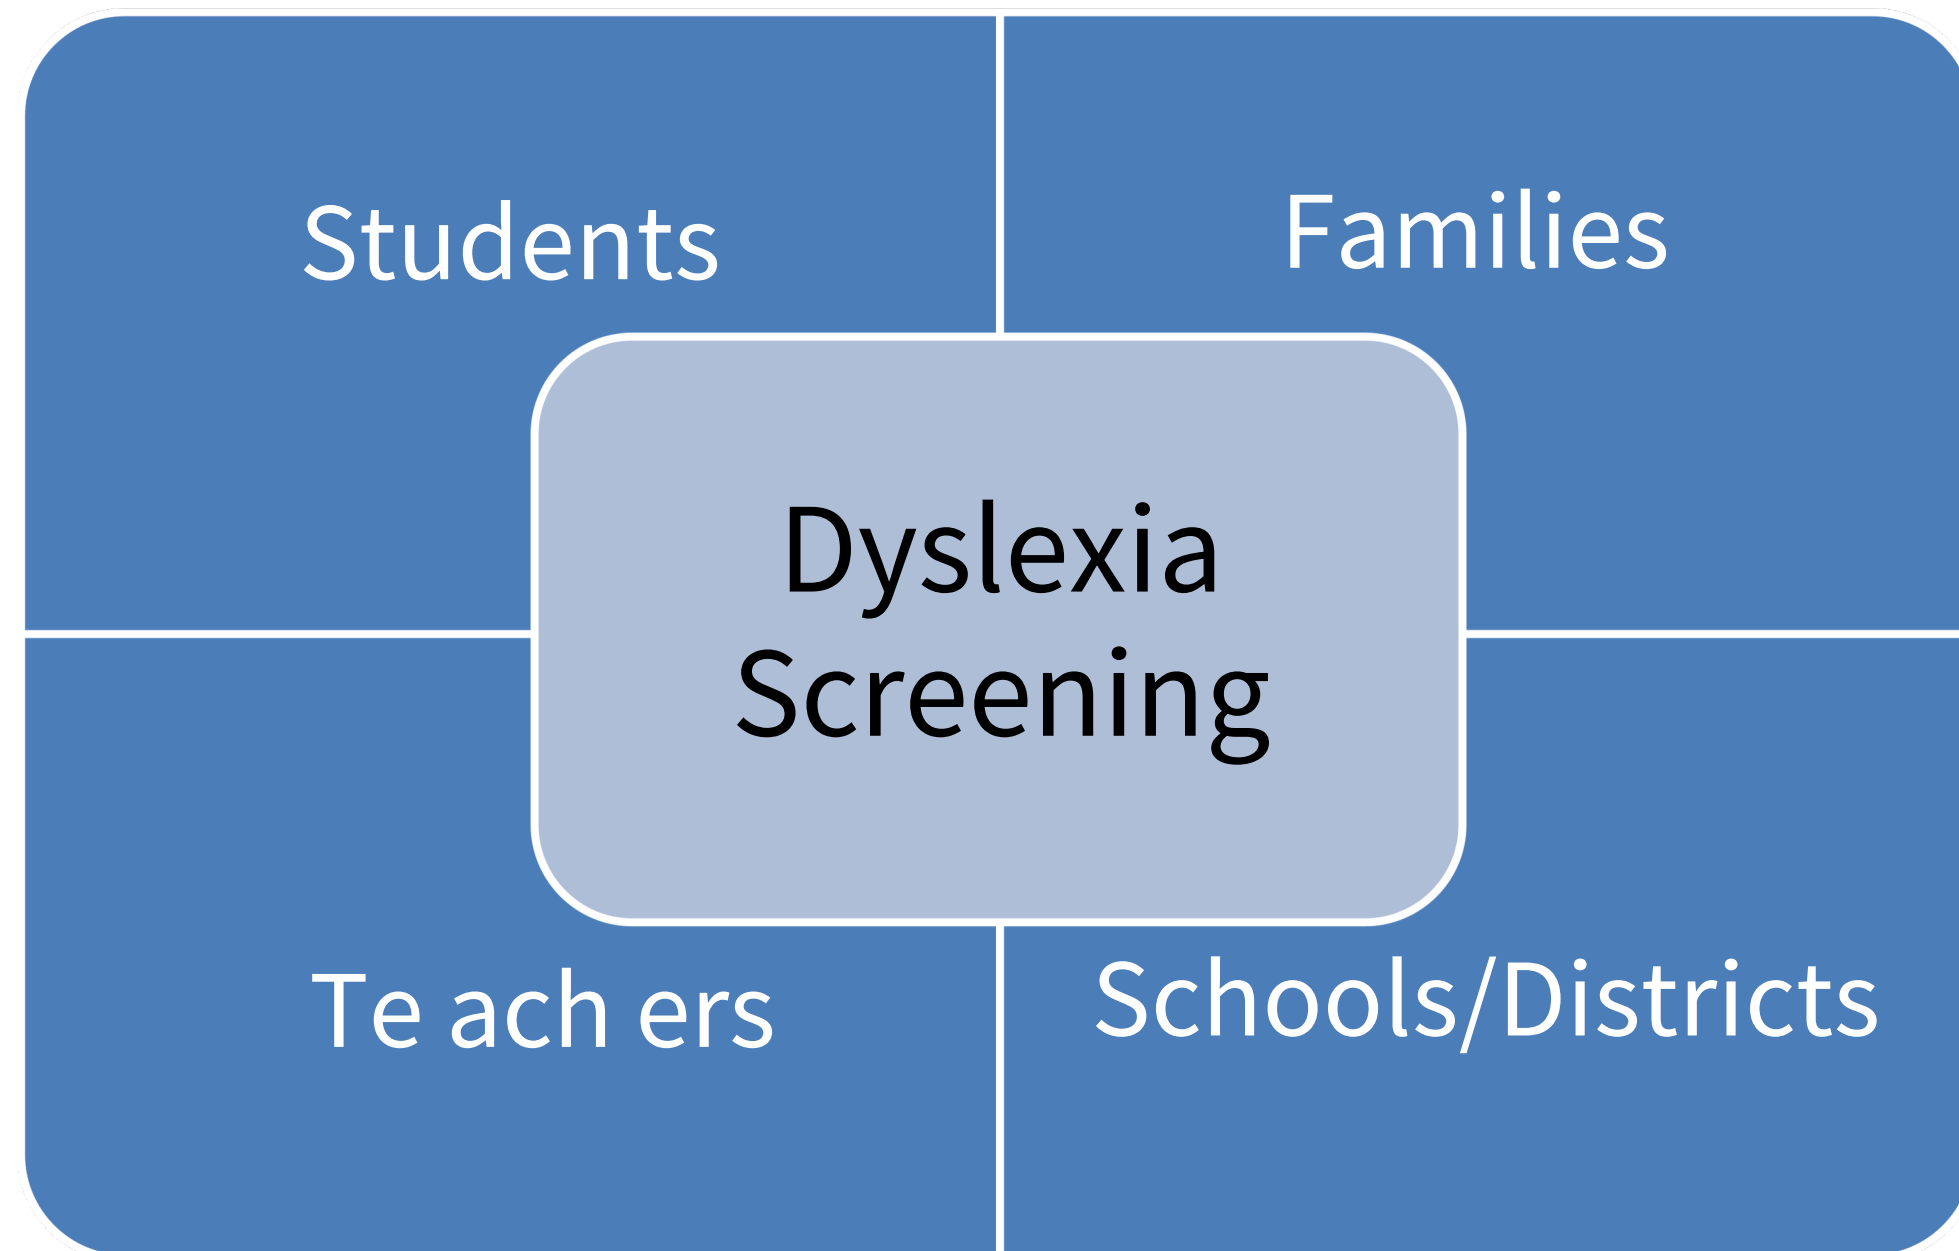 Students
Families
Dyslexia
Screening
Te ach ers
Schools/Districts